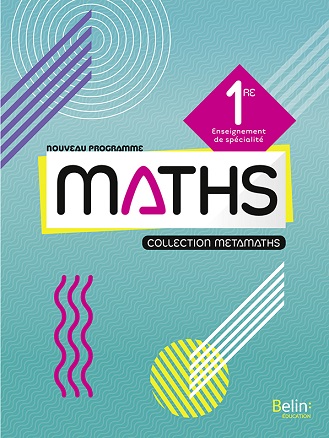 1RE
Enseignement
de spécialité
NOUVEAU PROGRAMME
MATHS
COLLECTION METAMATHS
Belin:
ÉDUCATION